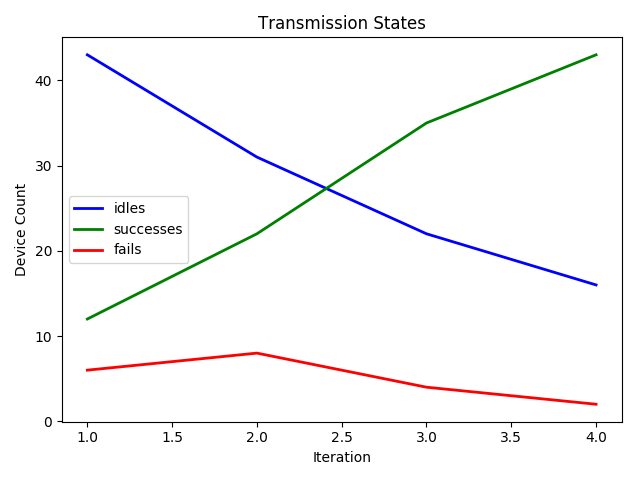 Transmission States
Device Count
40
30
20
10
0
idles
successes
fails
1.0 1.5 2.0 2.5 3.0 3.5 4.0
Iteration